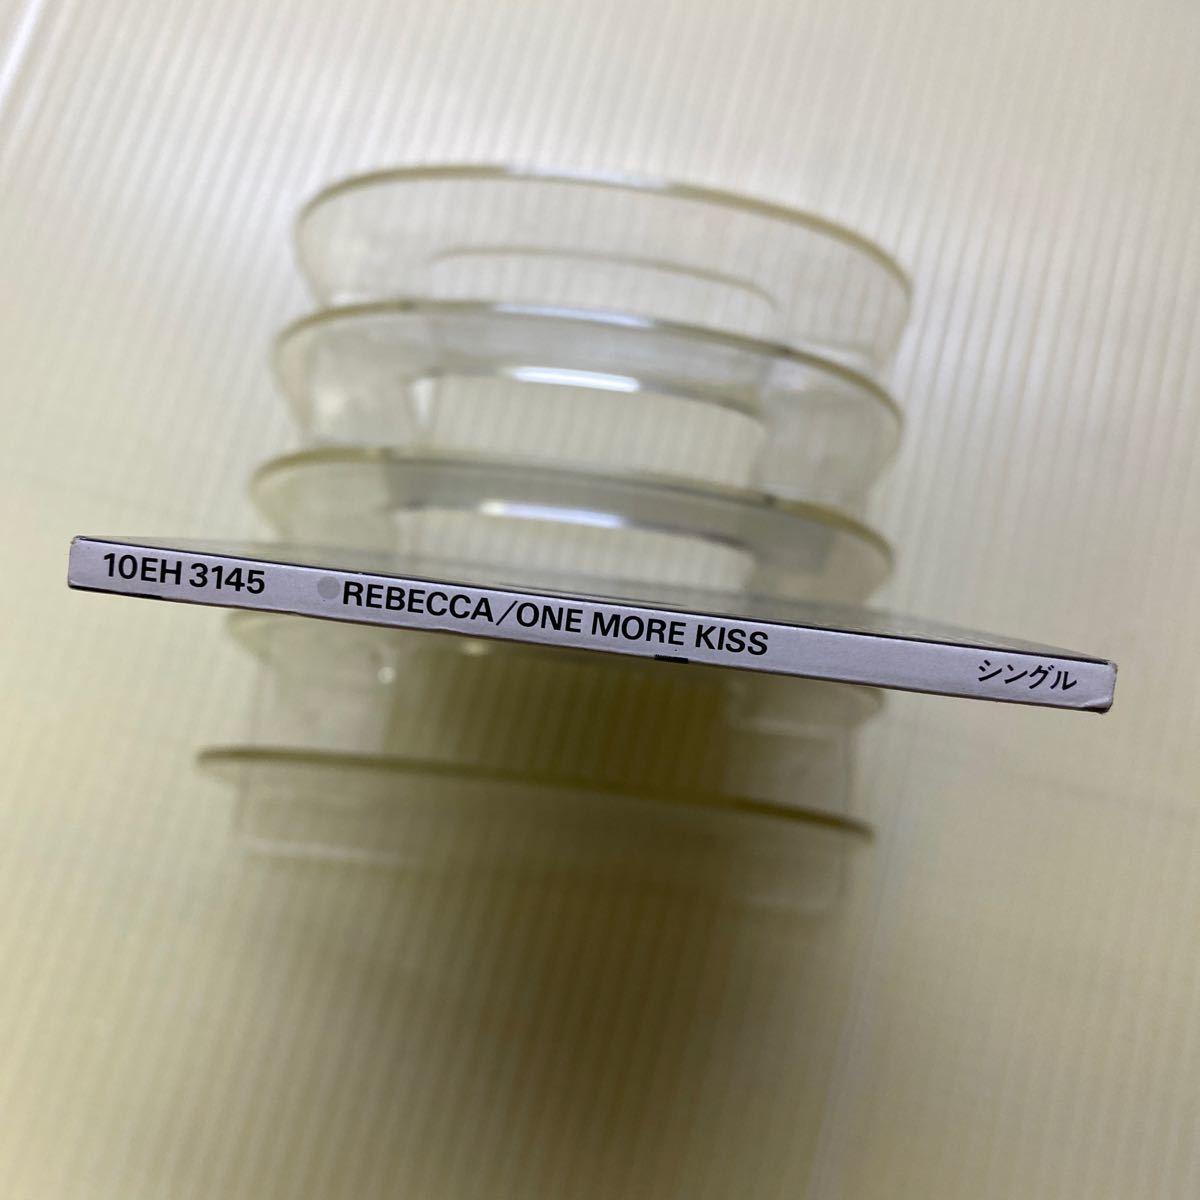 10EH 3145 ●REBECCA/ONE MORE KISS シングル